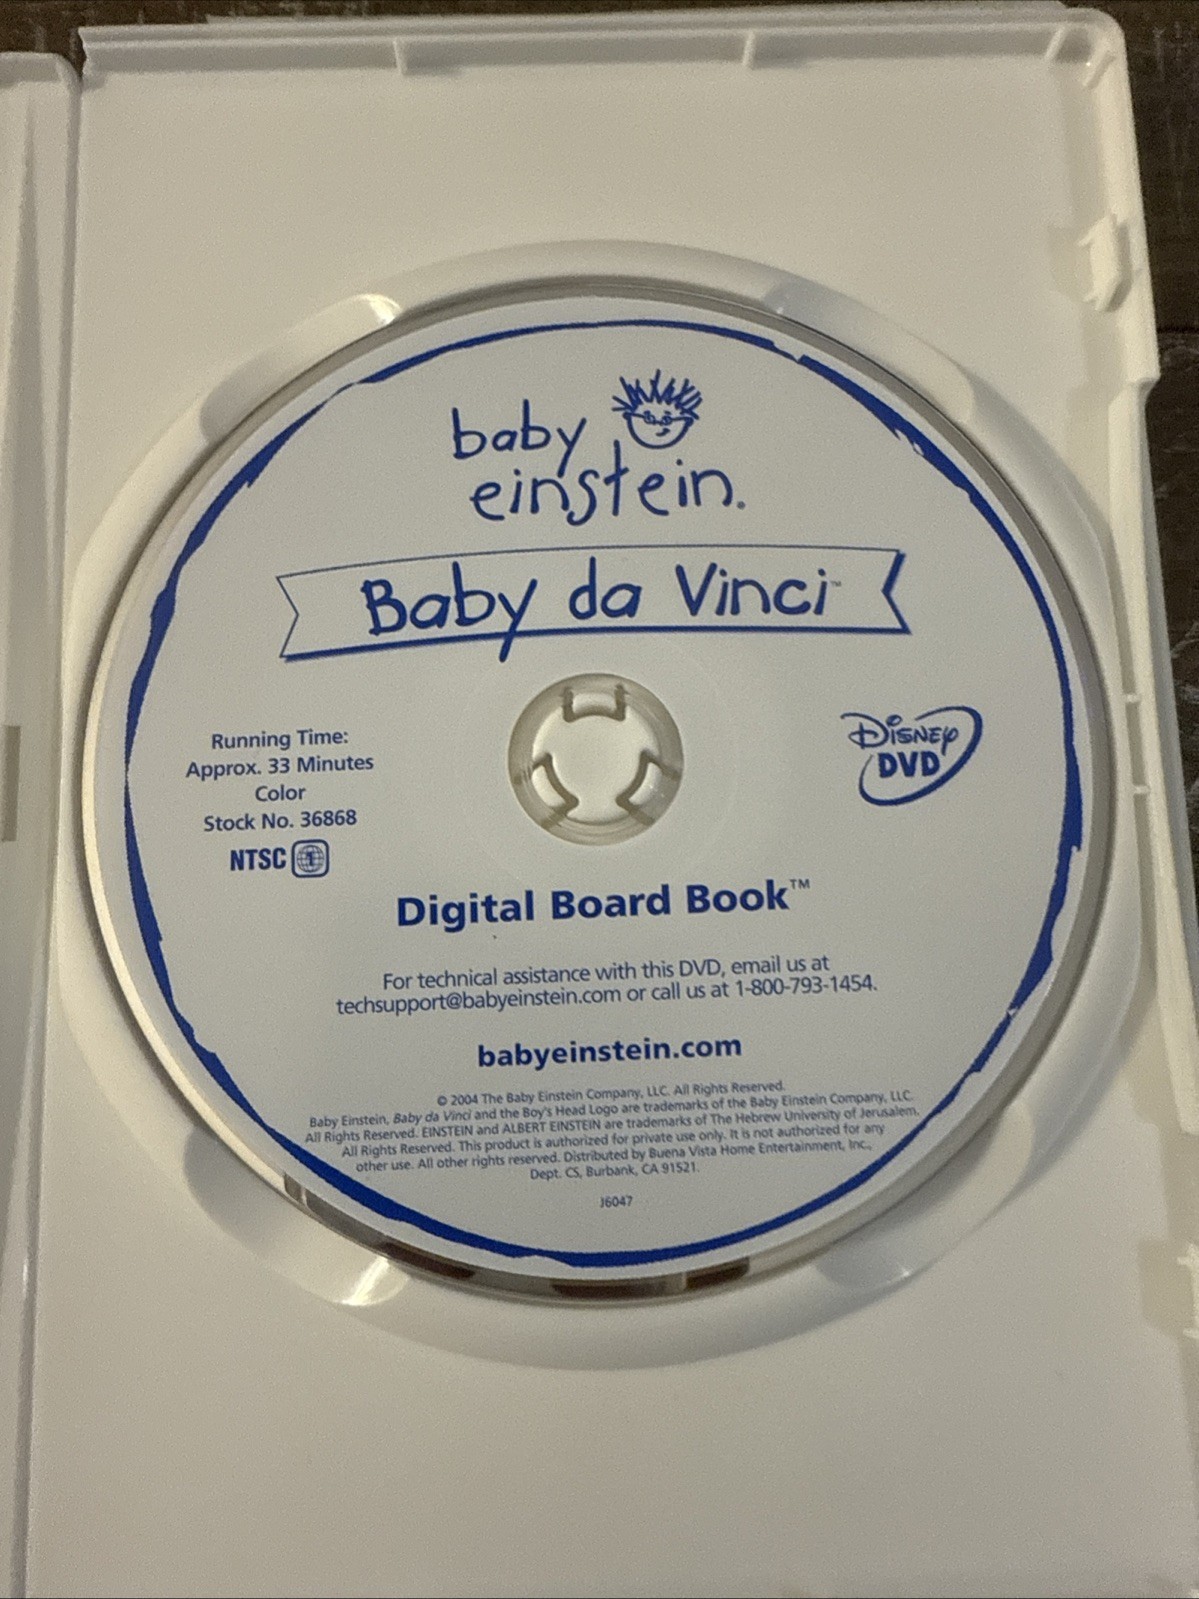 baby
einstein.
Baby da Vinci™
Running Time:
Approx. 33 Minutes
Color
Stock No. 36868
NTSC 1
Disney
DVD
Digital Board Book™
For technical assistance with this DVD, email us at
techsupport@babyeinstein.com or call us at 1-800-793-1454.
babyeinstein.com
© 2004 The Baby Einstein Company, LLC. All Rights Reserved.
Baby Einstein, Baby da Vinci and the Boy's Head Logo are trademarks of the Baby Einstein Company, LLC.
All Rights Reserved. EINSTEIN and ALBERT EINSTEIN are trademarks of The Hebrew University of Jerusalem.
All Rights Reserved. This product is authorized for private use only. It is not authorized for any
other use. All other rights reserved. Distributed by Buena Vista Home Entertainment, Inc.,
Dept. CS, Burbank, CA 91521.
J6047